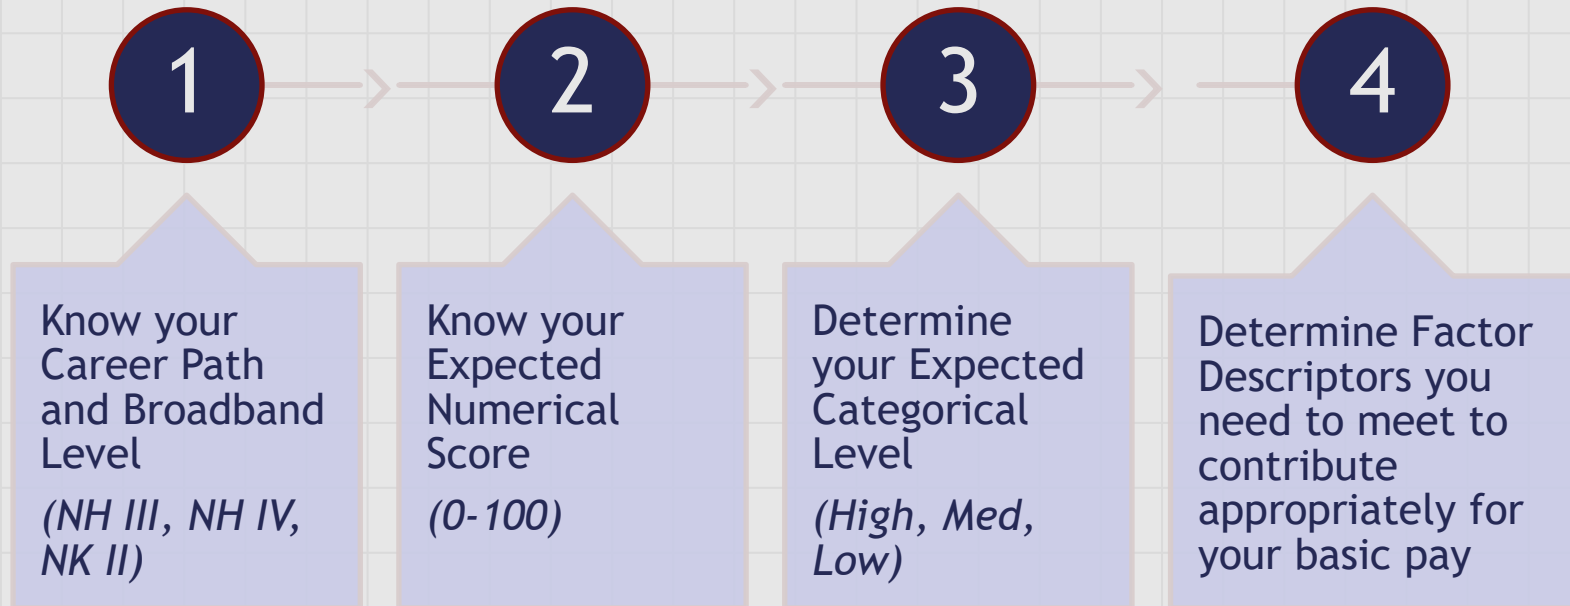 1
Know your
Career Path
and Broadband
Level
(NH III, NH IV,
NK II)
2
Know your
Expected
Numerical
Score
(0-100)
3
Determine
your Expected
Categorical
Level
(High, Med,
Low)
4
Determine Factor
Descriptors you
need to meet to
contribute
appropriately for
your basic pay